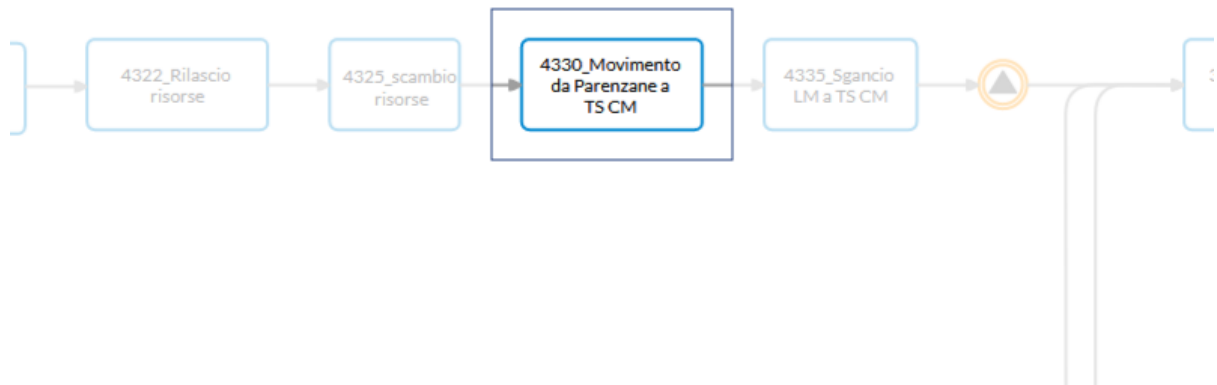 4322_Rilascio
risorse
4325_scambio
risorse
4330_Movimento
da Parenzane a
TS CM
4335_Sgancio
LM a TS CM